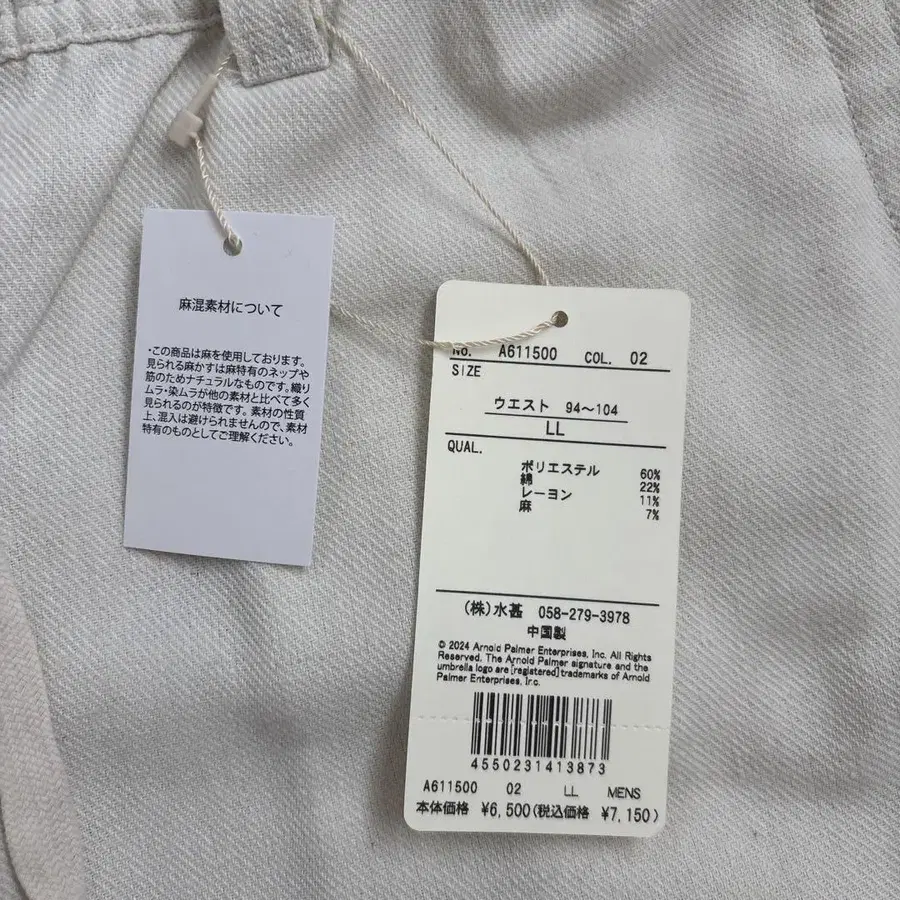 麻混素材について
・この商品は麻を使用しております。
見られる麻かすは麻特有のネップや
筋のためナチュラルなものです。織り
ムラ・染ムラが他の素材と比べて多く
見られるのが特徴です。素材の性質
上、混入は避けられませんので、素材
特有のものとしてご理解ください。
No. A611500 COL. 02
SIZE
ウエスト 94〜104
LL
QUAL.
ポリエステル 60%
綿 22%
レーヨン 11%
麻 7%
(株)水甚 058-279-3978
中国製
© 2024 Arnold Palmer Enterprises, Inc. All Rights
Reserved. The Arnold Palmer signature and the
umbrella logo are [registered] trademarks of Arnold
Palmer Enterprises, Inc.
4550231413873
A611500 02 LL MENS
本体価格 ¥6,500(税込価格 ¥7,150)